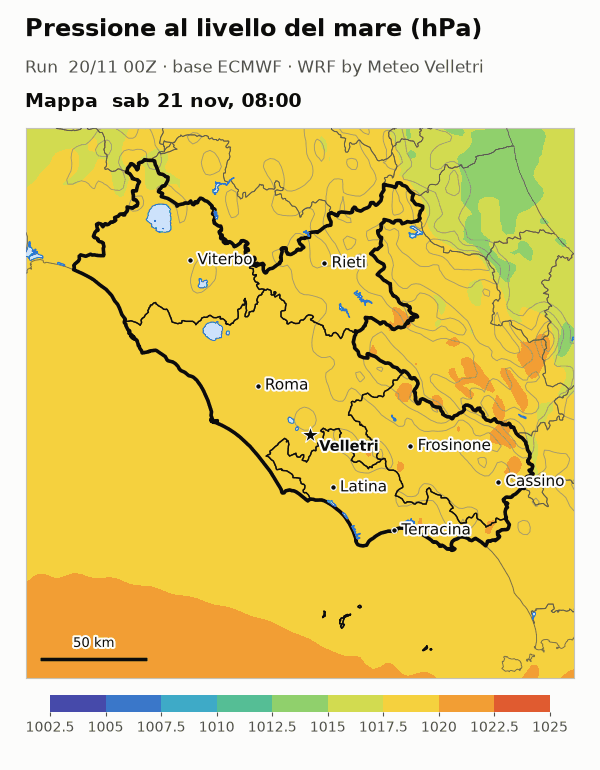 Pressione al livello del mare (hPa)
Run  20/11 00Z · base ECMWF · WRF by Meteo Velletri
Mappa  sab 21 nov, 08:00
Viterbo
Rieti
Roma
Velletri
Frosinone
Cassino
Latina
Terracina
50 km
1002.5 1005 1007.5 1010 1012.5 1015 1017.5 1020 1022.5 1025